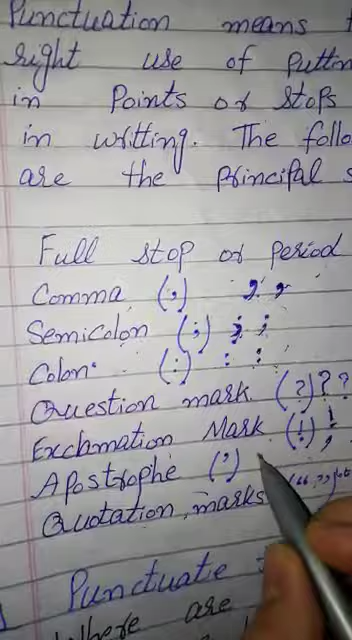 Punctuation means
right use of Putting
in Points or Stops
in writting. The follo
are the Principal s
Full stop or Period
Comma (,) , ,
Semicolon (;) ; ;
Colon (:) : :
Question mark (?) ? ?
Exclamation Mark (!) !
Apostrophe (') '
Quotation marks (" ")
Punctuate
Where are